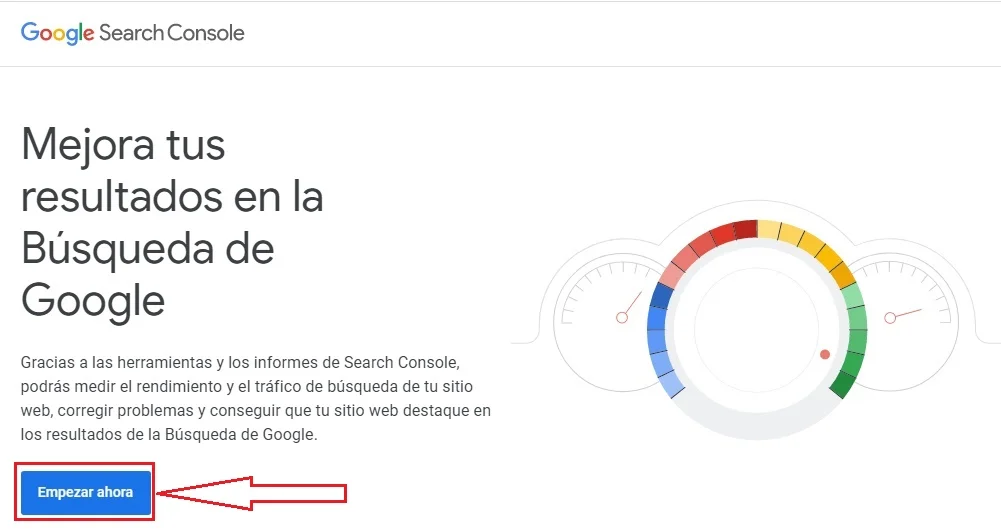 Google Search Console
Mejora tus
resultados en la
Búsqueda de
Google
Gracias a las herramientas y los informes de Search Console,
podrás medir el rendimiento y el tráfico de búsqueda de tu sitio
web, corregir problemas y conseguir que tu sitio web destaque en
los resultados de la Búsqueda de Google.
Empezar ahora